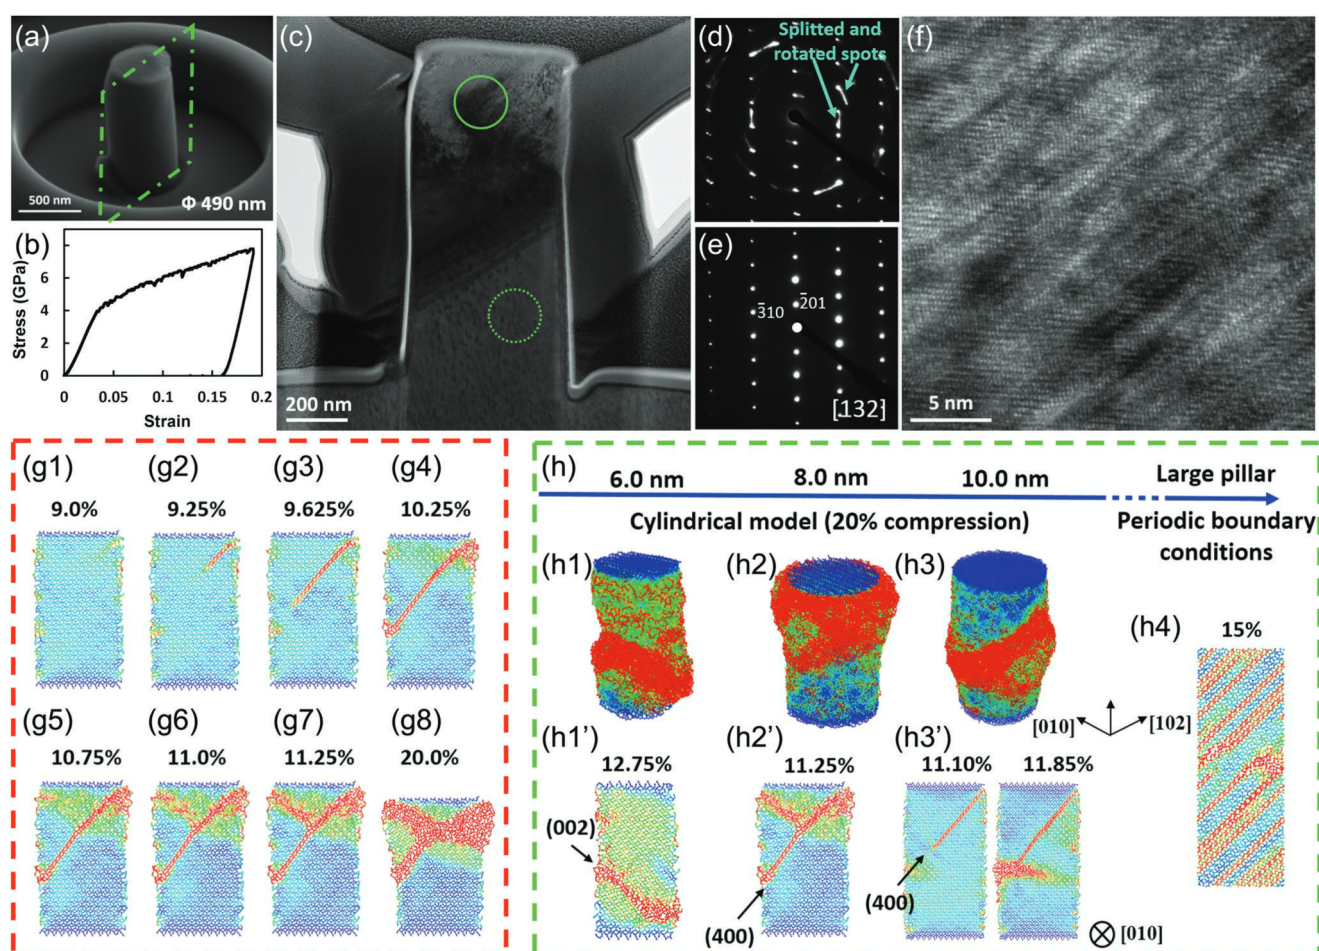 (a)
500 nm
Φ 490 nm
(b)
Stress (GPa)
6
4
2
0
0 0.05 0.1 0.15 0.2
Strain
(c)
200 nm
(d)
Splitted and
rotated spots
(e)
3̅10
2̅01
[132]
(f)
5 nm
(g1) (g2) (g3) (g4)
9.0% 9.25% 9.625% 10.25%
(g5) (g6) (g7) (g8)
10.75% 11.0% 11.25% 20.0%
(h)
6.0 nm 8.0 nm 10.0 nm Large pillar
Cylindrical model (20% compression)
Periodic boundary
conditions
(h1) (h2) (h3)
(h4)
15%
[010] [102]
(h1') (h2') (h3')
12.75% 11.25% 11.10% 11.85%
(002)
(400)
(400)
[010]